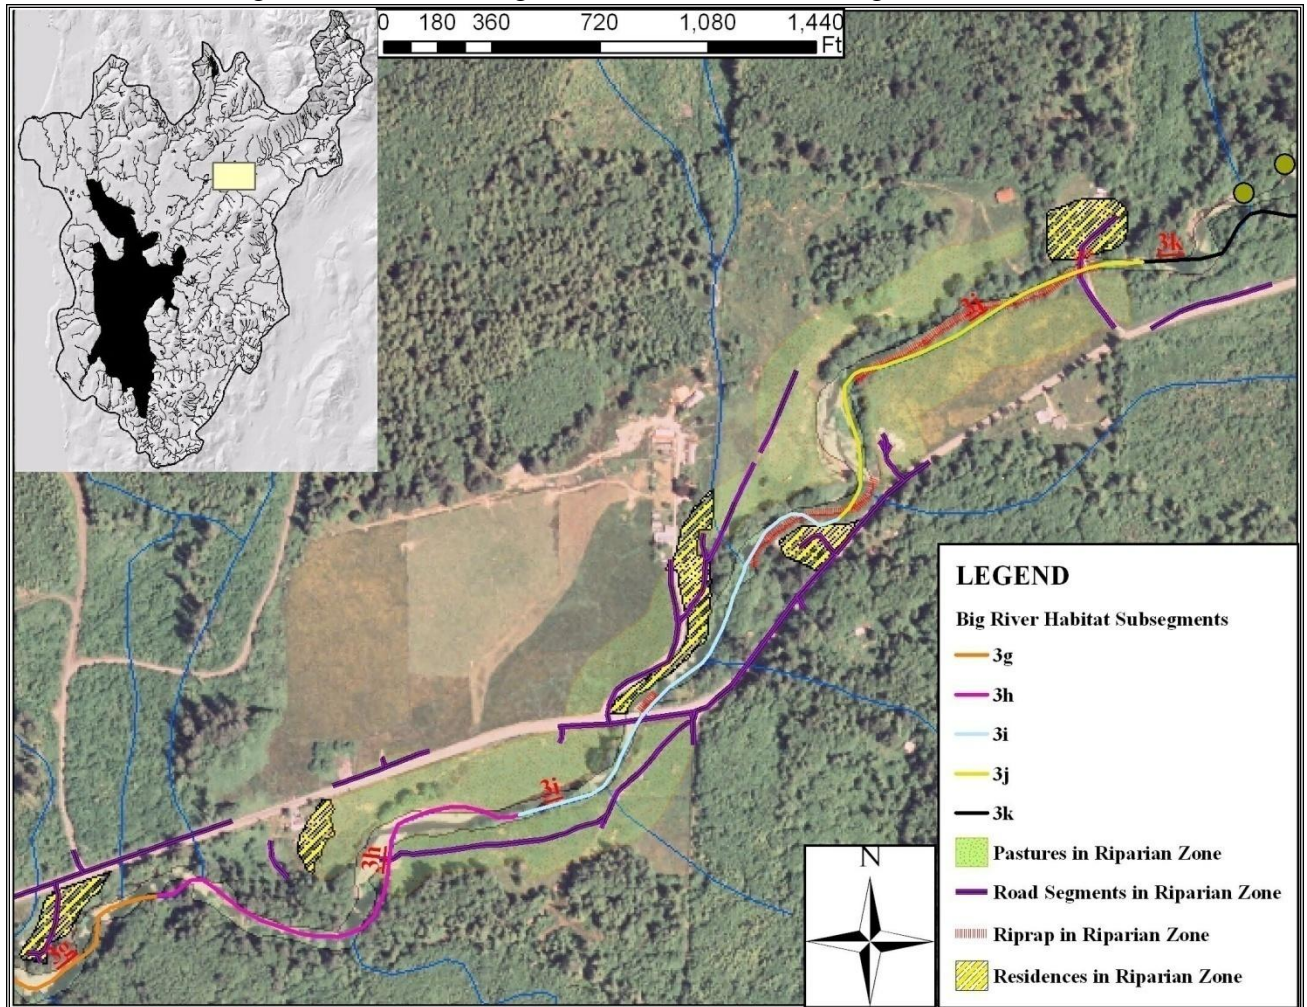 0 180 360 720 1,080 1,440
Ft
3k
3j
3i
3h
3g
LEGEND
Big River Habitat Subsegments
3g
3h
3i
3j
3k
Pastures in Riparian Zone
Road Segments in Riparian Zone
Riprap in Riparian Zone
Residences in Riparian Zone
N